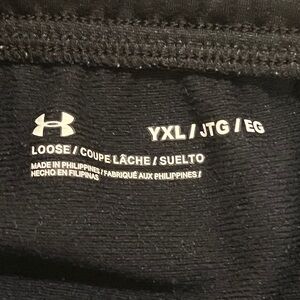 YXL / JTG / EG
LOOSE / COUPE LÂCHE / SUELTO
MADE IN PHILIPPINES / FABRIQUÉ AUX PHILIPPINES /
HECHO EN FILIPINAS